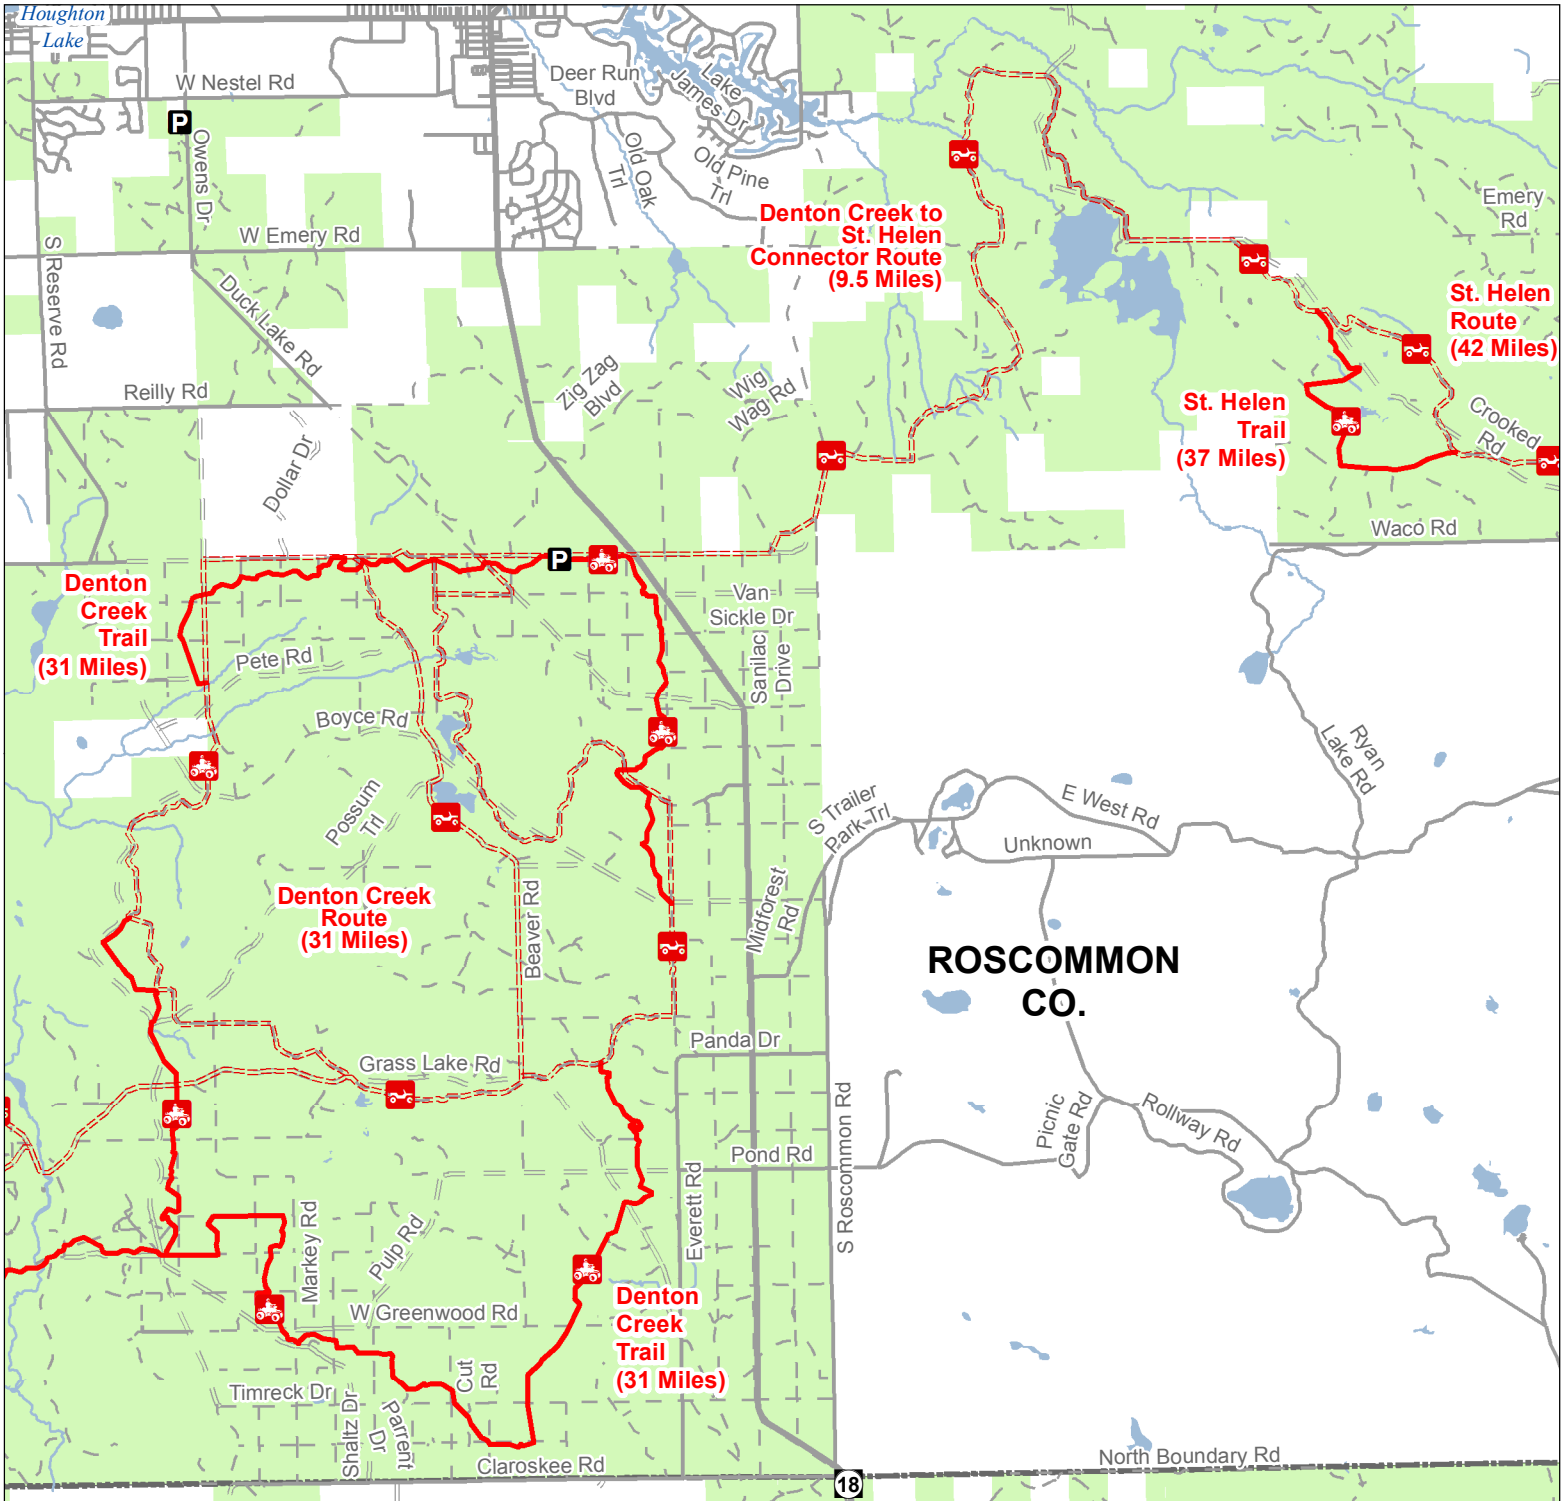 Houghton
Lake
W Nestel Rd
P
Owens Dr
Deer Run
Blvd
Lake
James Dr
Old Oak
Trl
Old Pine
Trl
W Emery Rd
S Reserve Rd
Duck Lake Rd
Reilly Rd
Dollar Dr
Zig Zag
Blvd
Wig
Wag Rd
Denton Creek to
St. Helen
Connector Route
(9.5 Miles)
Emery
Rd
St. Helen
Route
(42 Miles)
St. Helen
Trail
(37 Miles)
Crooked
Rd
Waco Rd
P
Denton
Creek
Trail
(31 Miles)
Van
Sickle Dr
Sanilac
Drive
Pete Rd
Boyce Rd
Possum
Trl
Ryan
Lake Rd
S Trailer
Park Trl
E West Rd
Unknown
Denton Creek
Route
(31 Miles)
Beaver Rd
Midforest
Rd
ROSCOMMON
CO.
Panda Dr
Grass Lake Rd
S Roscommon Rd
Picnic
Gate Rd
Rollway Rd
Pond Rd
Everett Rd
Markey Rd
Pulp Rd
W Greenwood Rd
Denton
Creek
Trail
(31 Miles)
Cut
Rd
Timreck Dr
Shaltz Dr
Parrent
Dr
Claroskee Rd
North Boundary Rd
18